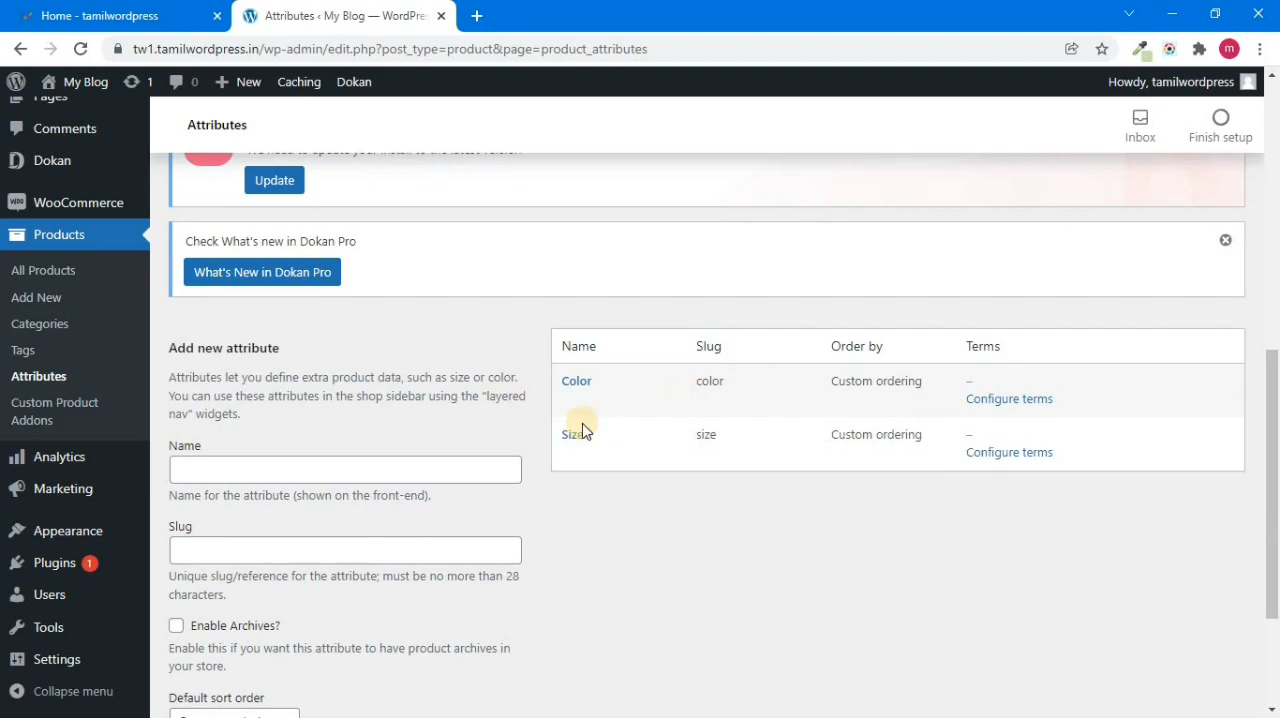 Home - tamilwordpress
Attributes ‹ My Blog — WordPre
tw1.tamilwordpress.in/wp-admin/edit.php?post_type=product&page=product_attributes
My Blog 1 0 New Caching Dokan
Howdy, tamilwordpress
Pages
Comments
Dokan
WooCommerce
Products
All Products
Add New
Categories
Tags
Attributes
Custom Product
Addons
Analytics
Marketing
Appearance
Plugins 1
Users
Tools
Settings
Collapse menu
Attributes
Inbox
Finish setup
Update
Check What's new in Dokan Pro
What's New in Dokan Pro
Add new attribute
Attributes let you define extra product data, such as size or color.
You can use these attributes in the shop sidebar using the "layered
nav" widgets.
Name
Name for the attribute (shown on the front-end).
Slug
Unique slug/reference for the attribute; must be no more than 28
characters.
Enable Archives?
Enable this if you want this attribute to have product archives in
your store.
Default sort order
Name Slug Order by Terms
Color color Custom ordering –
Configure terms
Size size Custom ordering –
Configure terms